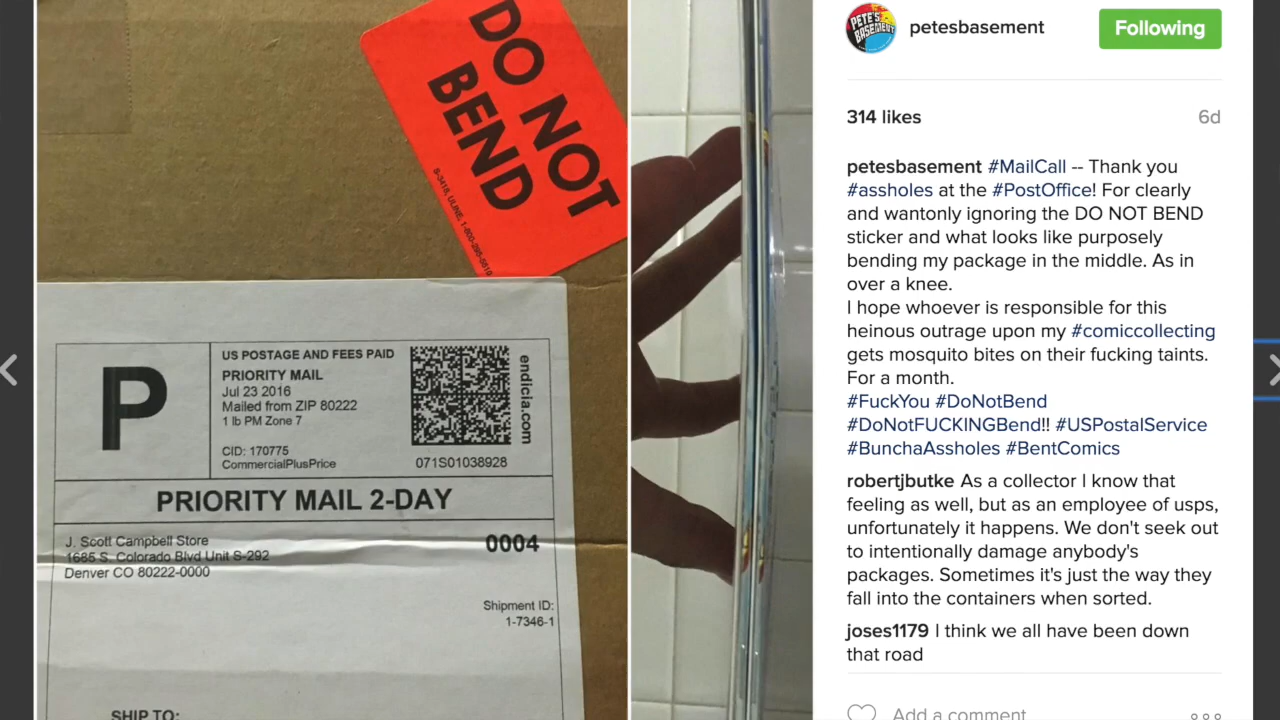 DO NOT
BEND
S-3418, ULINE, 1-800-295-5510
P
US POSTAGE AND FEES PAID
PRIORITY MAIL
Jul 23 2016
Mailed from ZIP 80222
1 lb PM Zone 7
CID: 170775
CommercialPlusPrice
endicia.com
071S01038928
PRIORITY MAIL 2-DAY
J. Scott Campbell Store
1685 S. Colorado Blvd Unit S-292
Denver CO 80222-0000
0004
Shipment ID:
1-7346-1
SHIP TO:
PETE'S
BASEMENT
petesbasement
Following
314 likes
6d
petesbasement #MailCall -- Thank you
#assholes at the #PostOffice! For clearly
and wantonly ignoring the DO NOT BEND
sticker and what looks like purposely
bending my package in the middle. As in
over a knee.
I hope whoever is responsible for this
heinous outrage upon my #comiccollecting
gets mosquito bites on their fucking taints.
For a month.
#FuckYou #DoNotBend
#DoNotFUCKINGBend!! #USPostalService
#BunchaAssholes #BentComics
robertjbutke As a collector I know that
feeling as well, but as an employee of usps,
unfortunately it happens. We don't seek out
to intentionally damage anybody's
packages. Sometimes it's just the way they
fall into the containers when sorted.
joses1179 I think we all have been down
that road
Add a comment